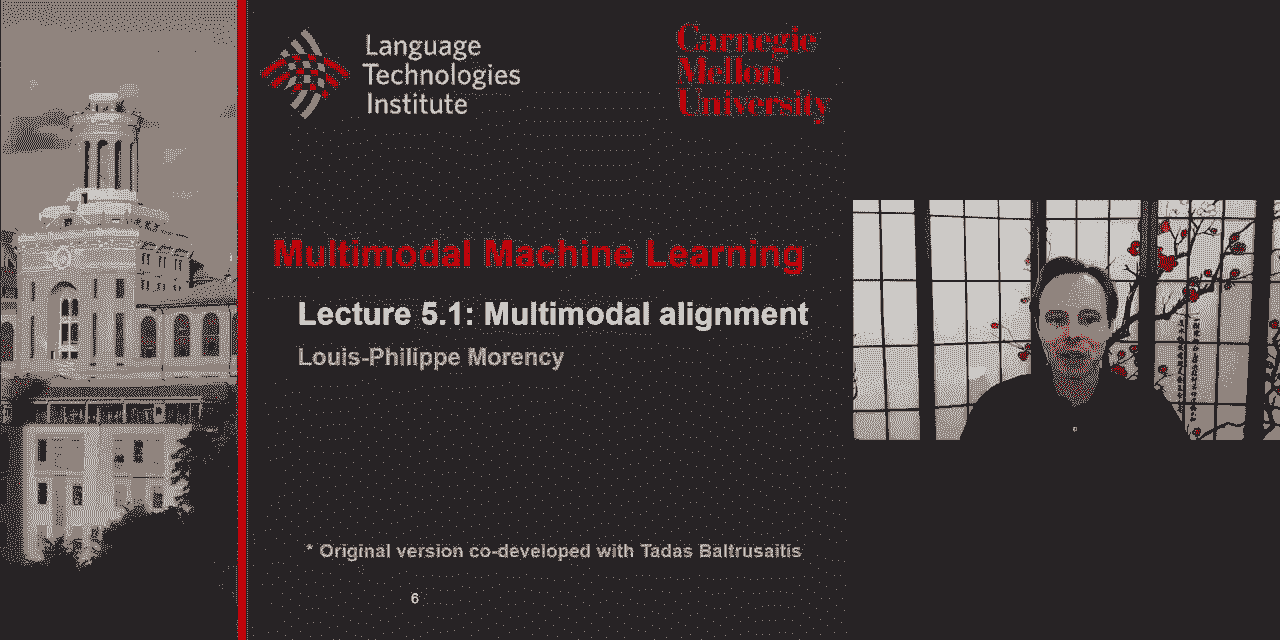 Language
Technologies
Institute
Carnegie
Mellon
University
Multimodal Machine Learning
Lecture 5.1: Multimodal alignment
Louis-Philippe Morency
* Original version co-developed with Tadas Baltrusaitis
6